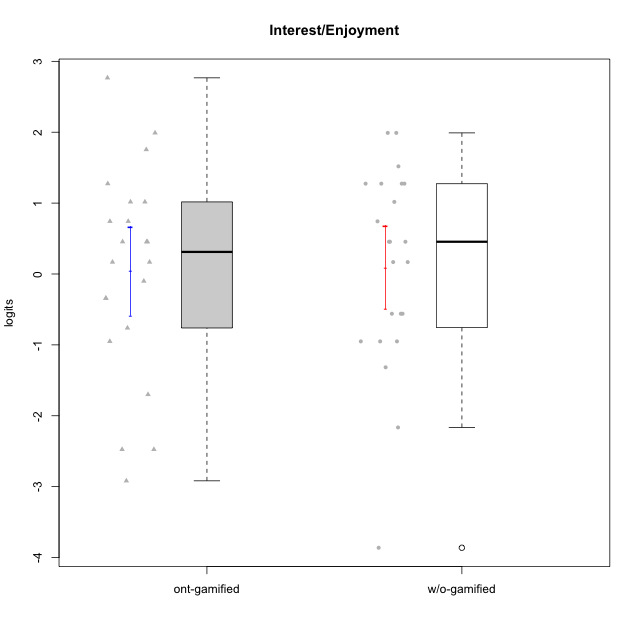 Interest/Enjoyment
logits
3
2
1
0
-1
-2
-3
-4
ont-gamified
w/o-gamified